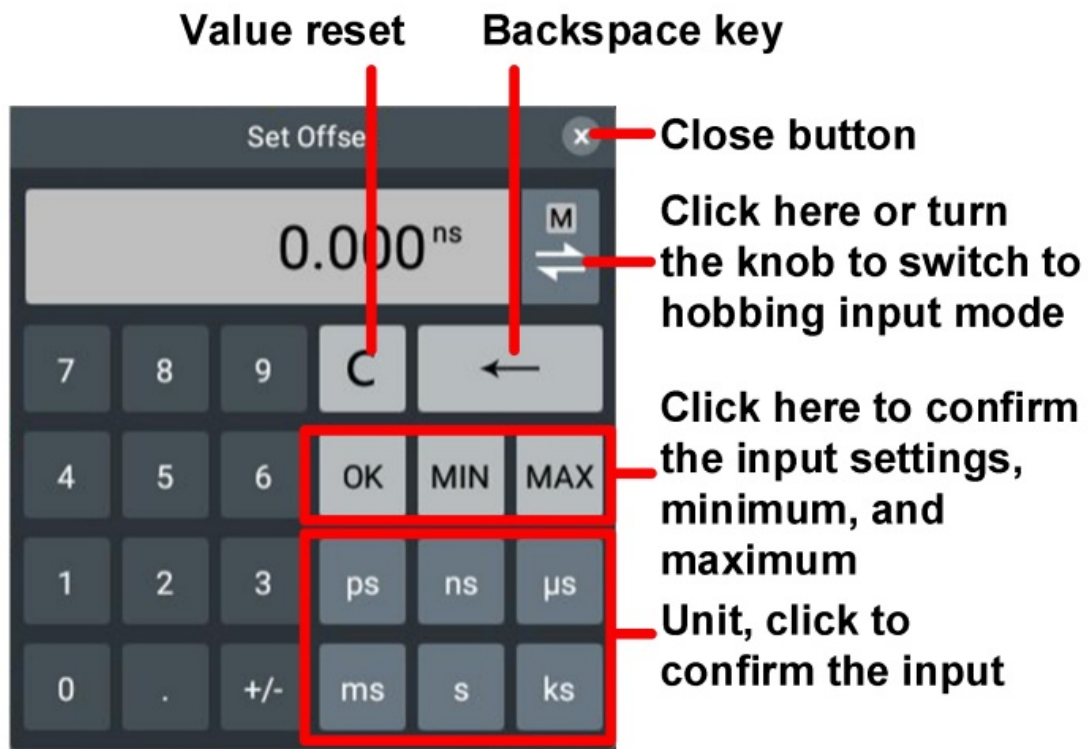 Value reset Backspace key
Set Offse
Close button
0.000 ns
M
Click here or turn
the knob to switch to
hobbing input mode
7 8 9 C ←
Click here to confirm
the input settings,
minimum, and
maximum
4 5 6 OK MIN MAX
1 2 3 ps ns µs
Unit, click to
confirm the input
0 . +/- ms s ks